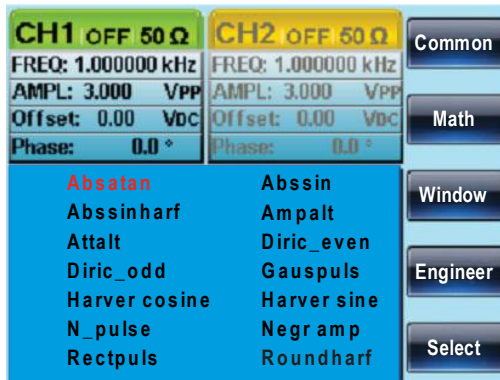 CH1 OFF 50 Ω
FREQ: 1.000000 kHz
AMPL: 3.000 VPP
Offset: 0.00 VDC
Phase: 0.0 °
CH2 OFF 50 Ω
FREQ: 1.000000 kHz
AMPL: 3.000 VPP
Offset: 0.00 VDC
Phase: 0.0 °
Absatan Abssin
Abssinharf Ampalt
Attalt Diric_even
Diric_odd Gauspuls
Harver cosine Harver sine
N_pulse Negr amp
Rectpuls Roundharf
Common
Math
Window
Engineer
Select